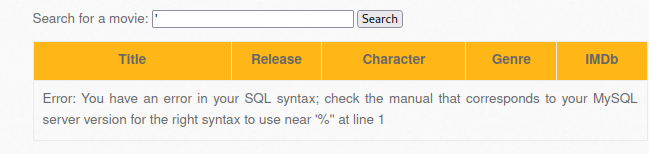 Search for a movie: ' Search
Title Release Character Genre IMDb
Error: You have an error in your SQL syntax; check the manual that corresponds to your MySQL
server version for the right syntax to use near '%'' at line 1